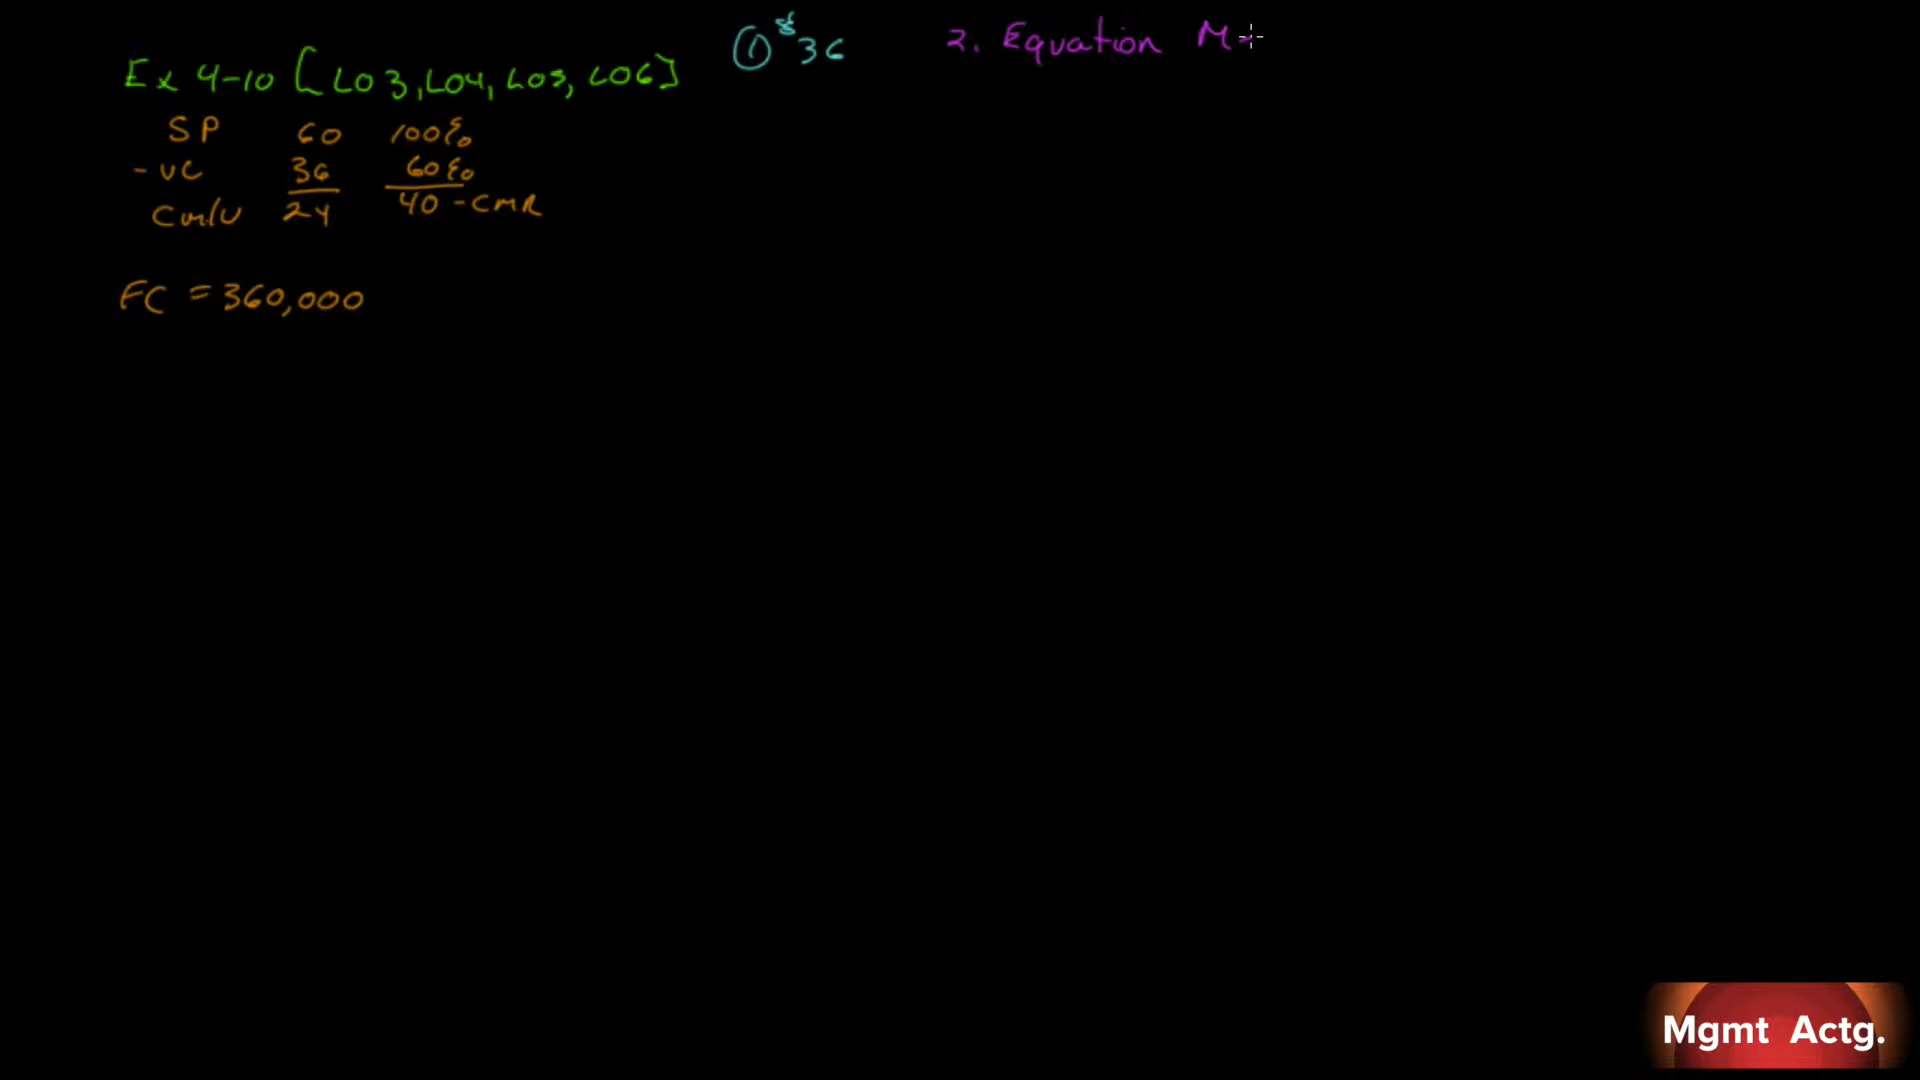 Ex 4-10 [LO3, LO4, LO5, LO6]
SP 60 100%
- VC 36 60%
Cm/U 24 40 - CMR
FC = 360,000
① $36
2. Equation M
Mgmt Actg.